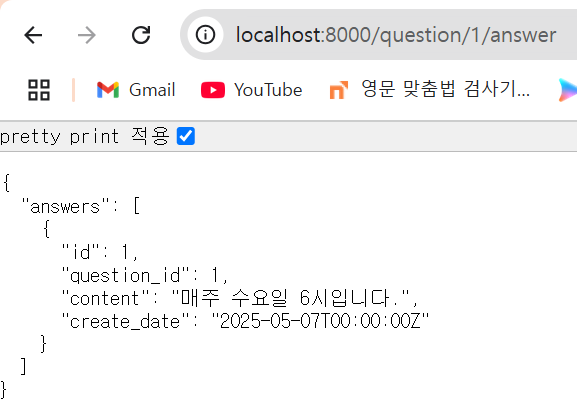 localhost:8000/question/1/answer
Gmail YouTube 영문 맞춤법 검사기...
pretty print 적용
{
"answers": [
{
"id": 1,
"question_id": 1,
"content": "매주 수요일 6시입니다.",
"create_date": "2025-05-07T00:00:00Z"
}
]
}